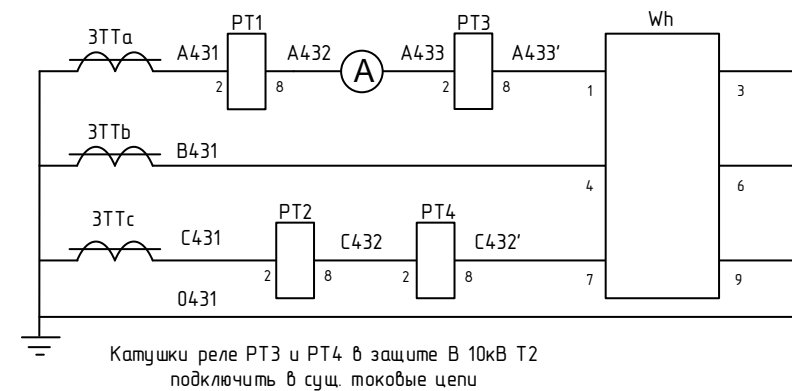 PT1
PT3
Wh
3TTa
A431
A432
A433
A433'
A
2
8
2
8
1
3
3TTb
B431
4
6
3TTc
PT2
PT4
C431
C432
C432'
2
8
2
8
7
9
0431
Катушки реле РТ3 и РТ4 в защите В 10кВ Т2
подключить в сущ. токовые цепи